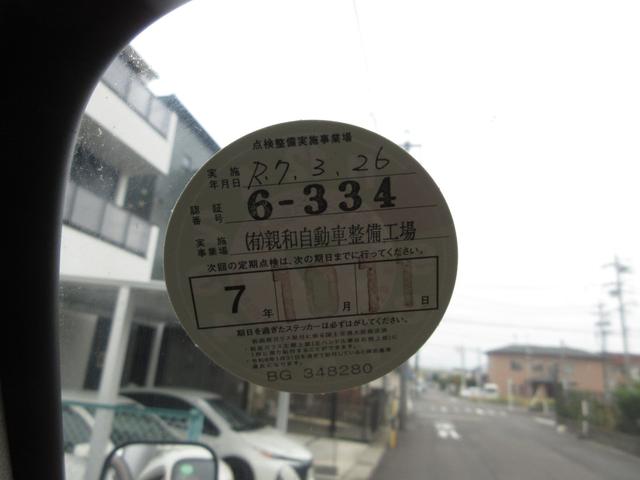 点検整備実施事業場
実施年月日 R.7.3.26
認証番号 6-334
実施事業場 (有)親和自動車整備工場
次回の定期点検は、次の期日までに行ってください。
7年 10月 11日
期日を過ぎたステッカーは必ずはがしてください。
BG 348280